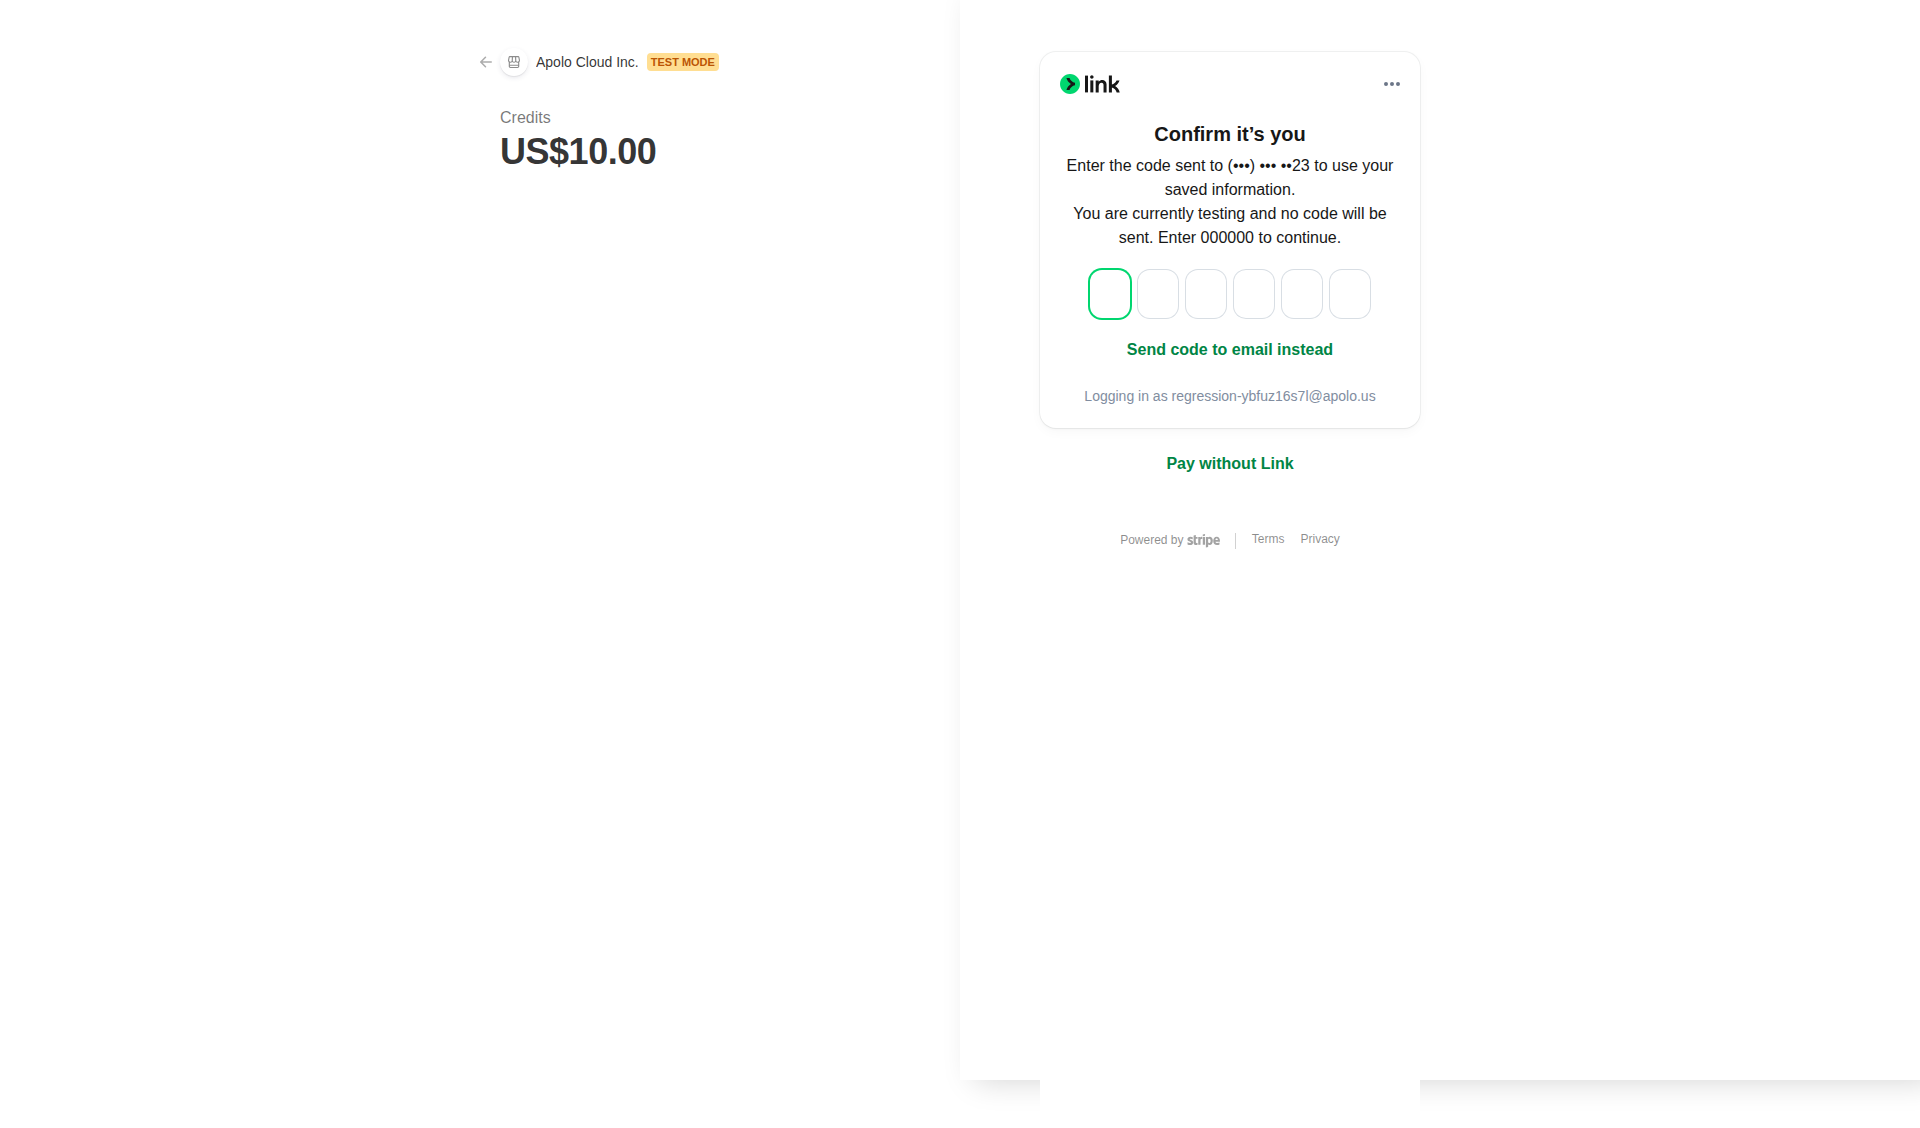 Apolo Cloud Inc. TEST MODE
Credits
US$10.00
link
Confirm it’s you
Enter the code sent to (•••) ••• ••23 to use your
saved information.
You are currently testing and no code will be
sent. Enter 000000 to continue.
Send code to email instead
Logging in as regression-ybfuz16s7l@apolo.us
Pay without Link
Powered by stripe
Terms Privacy